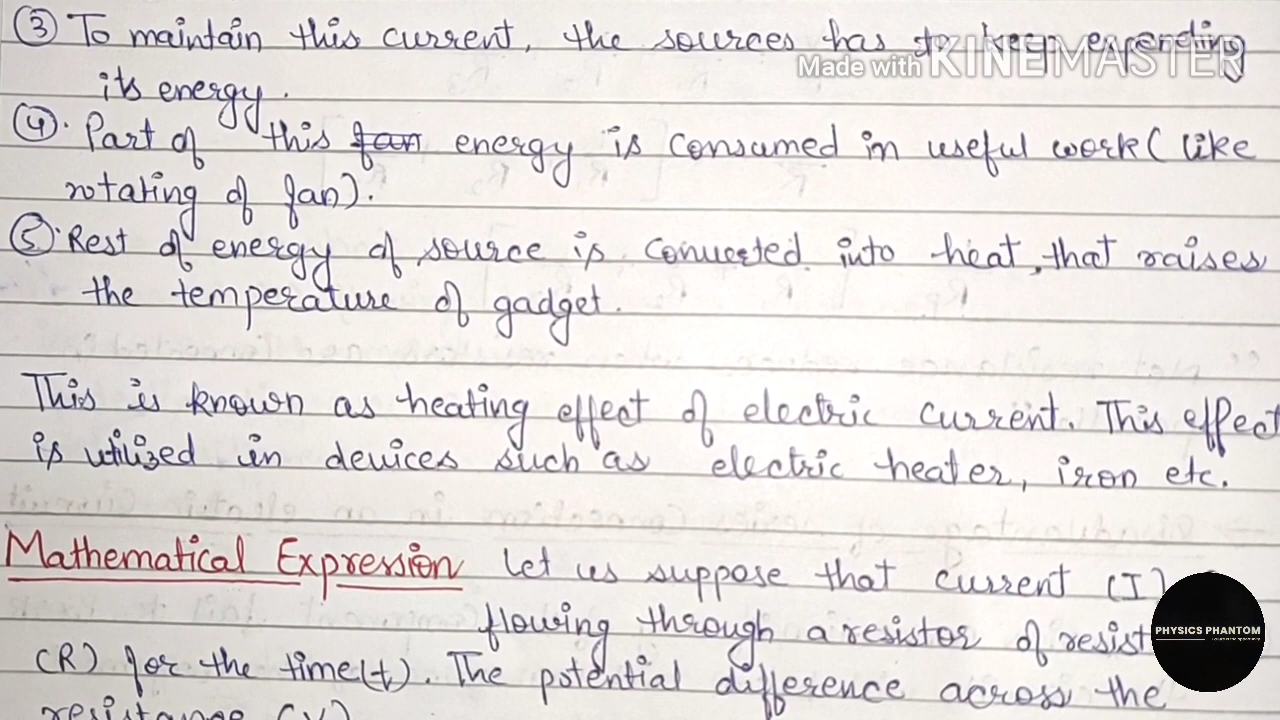 ③ To maintain this current, the sources has to keep expending
Made with KINEMASTER
its energy.
④. Part of this fan energy is consumed in useful work (like
rotating of fan).
⑤. Rest of energy of source is converted into heat, that raises
the temperature of gadget.
This is known as heating effect of electric current. This effect
is utilized in devices such as electric heater, iron etc.
Mathematical Expression Let us suppose that current (I)
flowing through a resistor of resist
PHYSICS PHANTOM
(R) for the time (t). The potential difference across the
resistance (V)